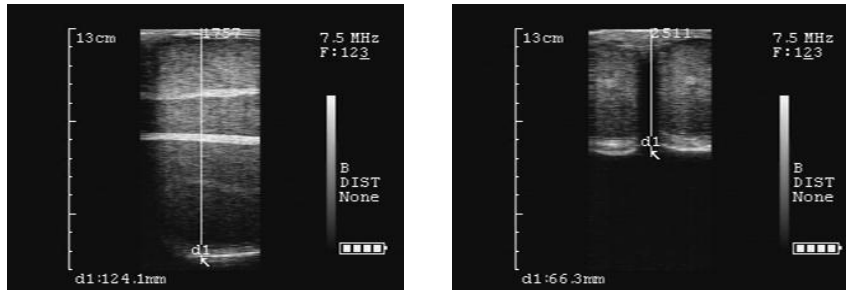 13cm
1757
7.5 MHz
F:123
B
DIST
None
d1
d1:124.1mm
13cm
2511
7.5 MHz
F:123
B
DIST
None
d1
d1:66.3mm